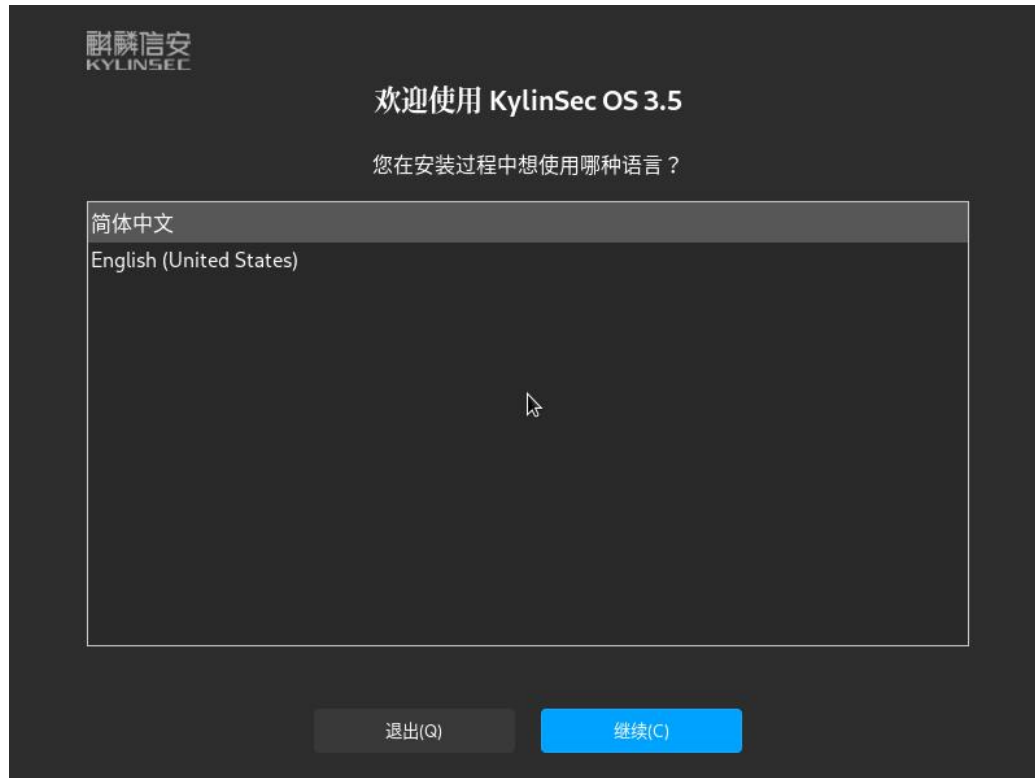 麒麟信安
KYLINSEC
欢迎使用 KylinSec OS 3.5
您在安装过程中想使用哪种语言？
简体中文
English (United States)
退出(Q)
继续(C)